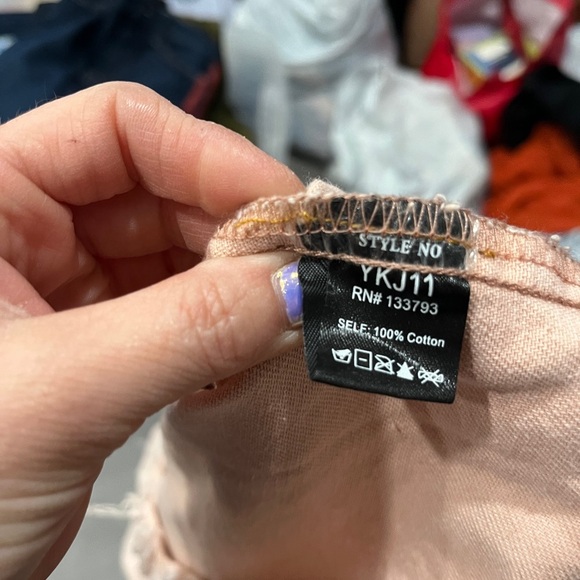 STYLE NO
YKJ11
RN# 133793
SELF: 100% Cotton